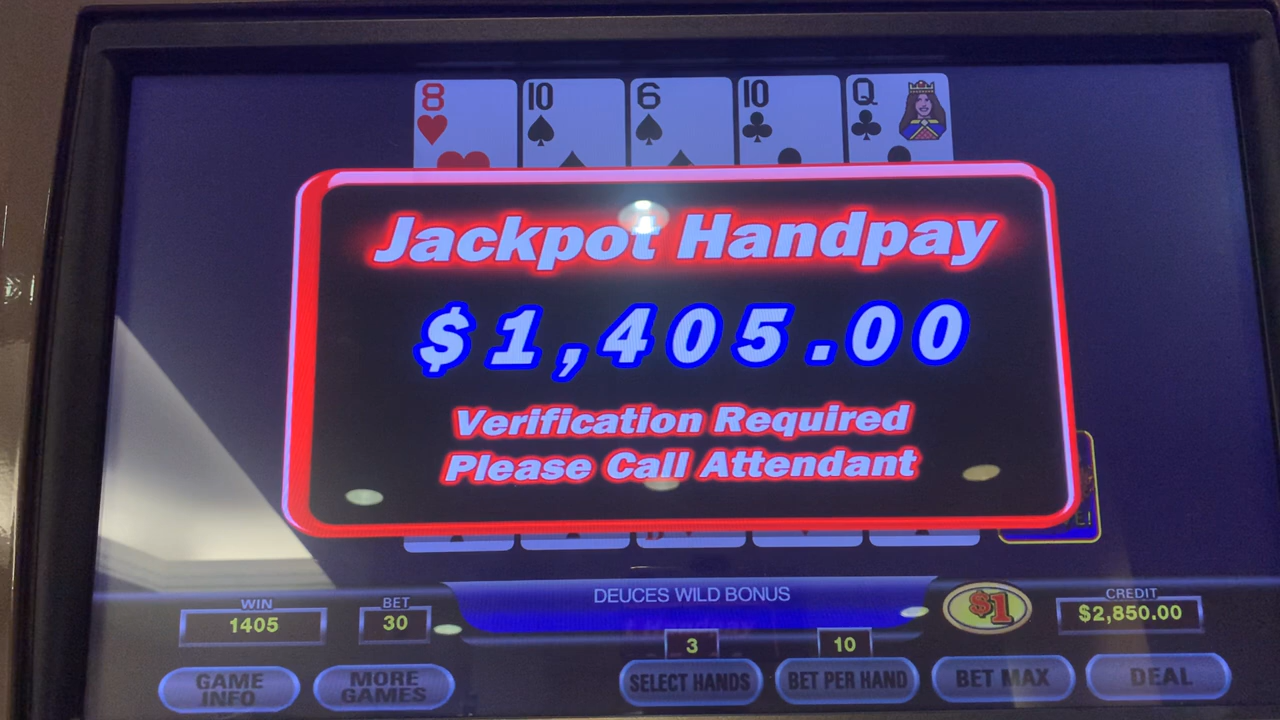 8 10 6 10 Q
Jackpot Handpay
$1,405.00
Verification Required
Please Call Attendant
WIN
1405
BET
30
DEUCES WILD BONUS
$1
CREDIT
$2,850.00
3
10
GAME
INFO
MORE
GAMES
SELECT HANDS
BET PER HAND
BET MAX
DEAL